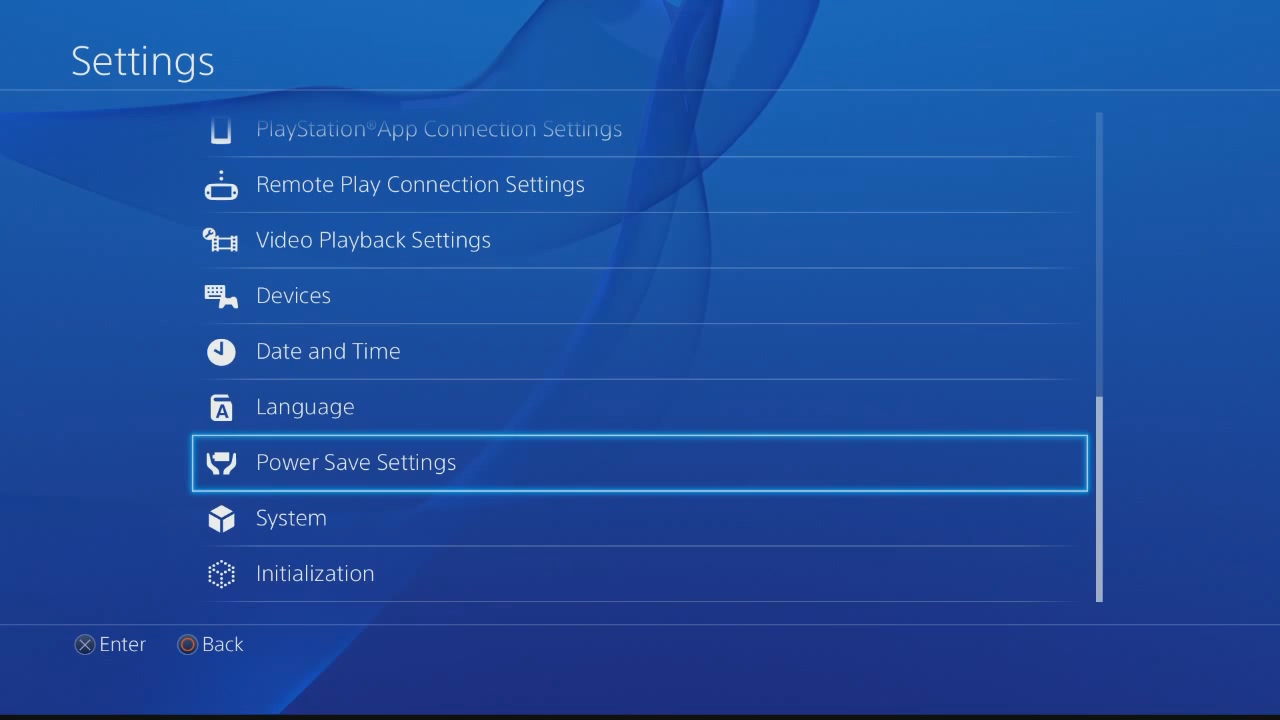 Settings
PlayStation®App Connection Settings
Remote Play Connection Settings
Video Playback Settings
Devices
Date and Time
Language
Power Save Settings
System
Initialization
Enter Back